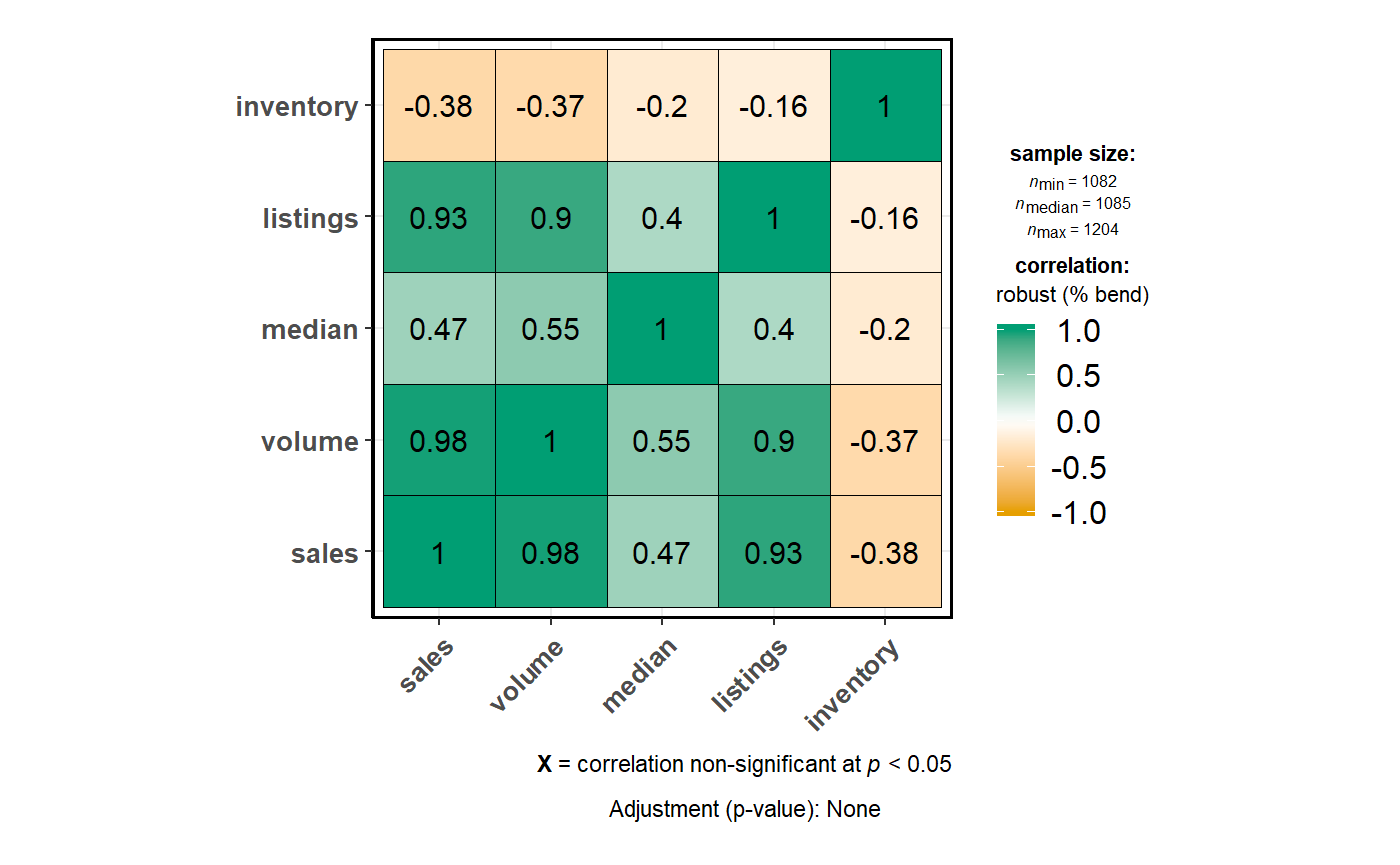 inventory -0.38 -0.37 -0.2 -0.16 1
listings 0.93 0.9 0.4 1 -0.16
median 0.47 0.55 1 0.4 -0.2
volume 0.98 1 0.55 0.9 -0.37
sales 1 0.98 0.47 0.93 -0.38
sales volume median listings inventory
sample size:
nmin = 1082
nmedian = 1085
nmax = 1204
correlation:
robust (% bend)
1.0
0.5
0.0
-0.5
-1.0
X = correlation non-significant at p < 0.05
Adjustment (p-value): None